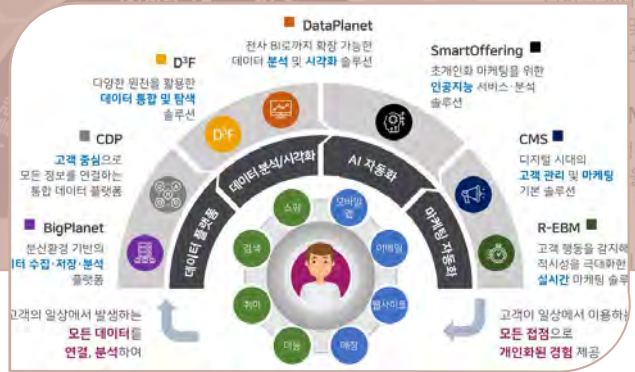 DataPlanet
전사 BI로까지 확장 가능한
데이터 분석 및 시각화 솔루션
D³F
다양한 원천을 활용한
데이터 통합 및 탐색
솔루션
SmartOffering
초개인화 마케팅을 위한
인공지능 서비스·분석
솔루션
CDP
고객 중심으로
모든 정보를 연결하는
통합 데이터 플랫폼
CMS
디지털 시대의
고객 관리 및 마케팅
기본 솔루션
BigPlanet
분산환경 기반의
터 수집·저장·분석
플랫폼
R-EBM
고객 행동을 감지해
적시성을 극대화한
실시간 마케팅 솔루
D³F
데이터 플랫폼
데이터 분석/시각화
AI 자동화
마케팅 자동화
쇼핑
모바일
앱
검색
이메일
취미
웹사이트
이동
매장
고객의 일상에서 발생하는
모든 데이터를
연결, 분석하여
고객이 일상에서 이용하는
모든 접점으로
개인화된 경험 제공